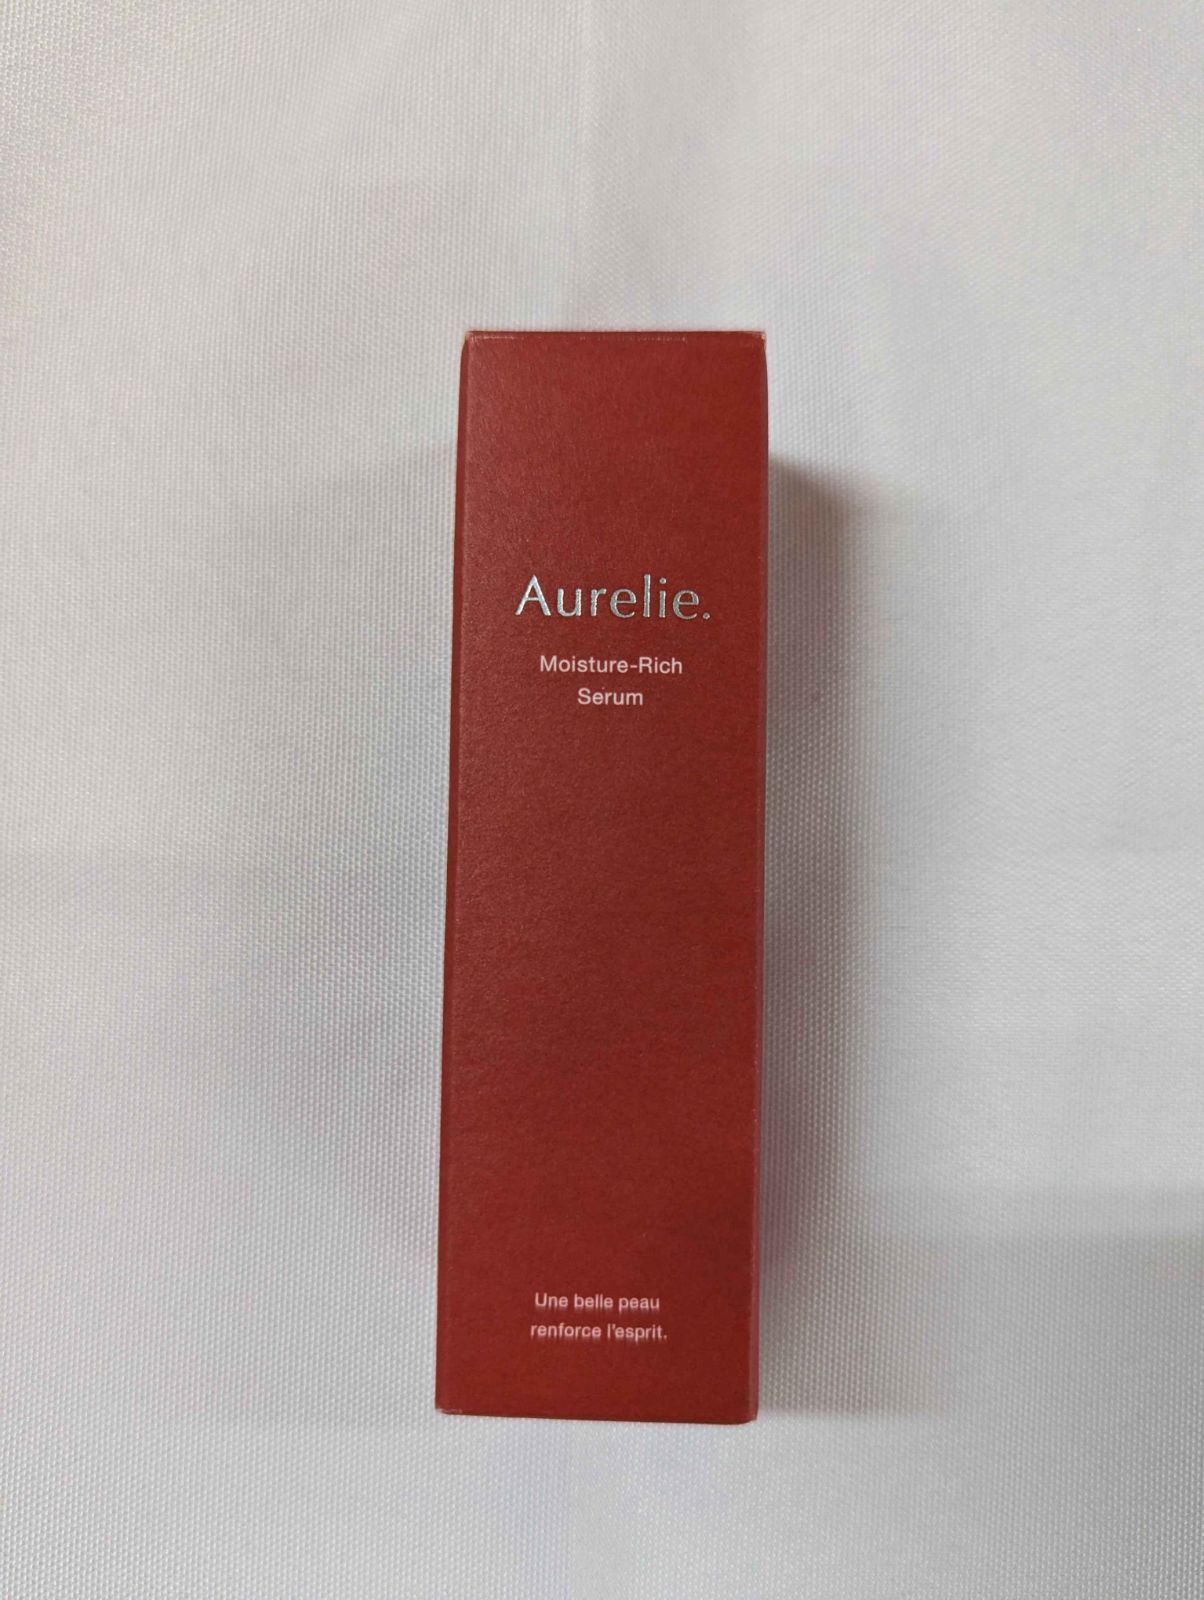 Aurelie.
Moisture-Rich
Serum
Une belle peau
renforce l'esprit.